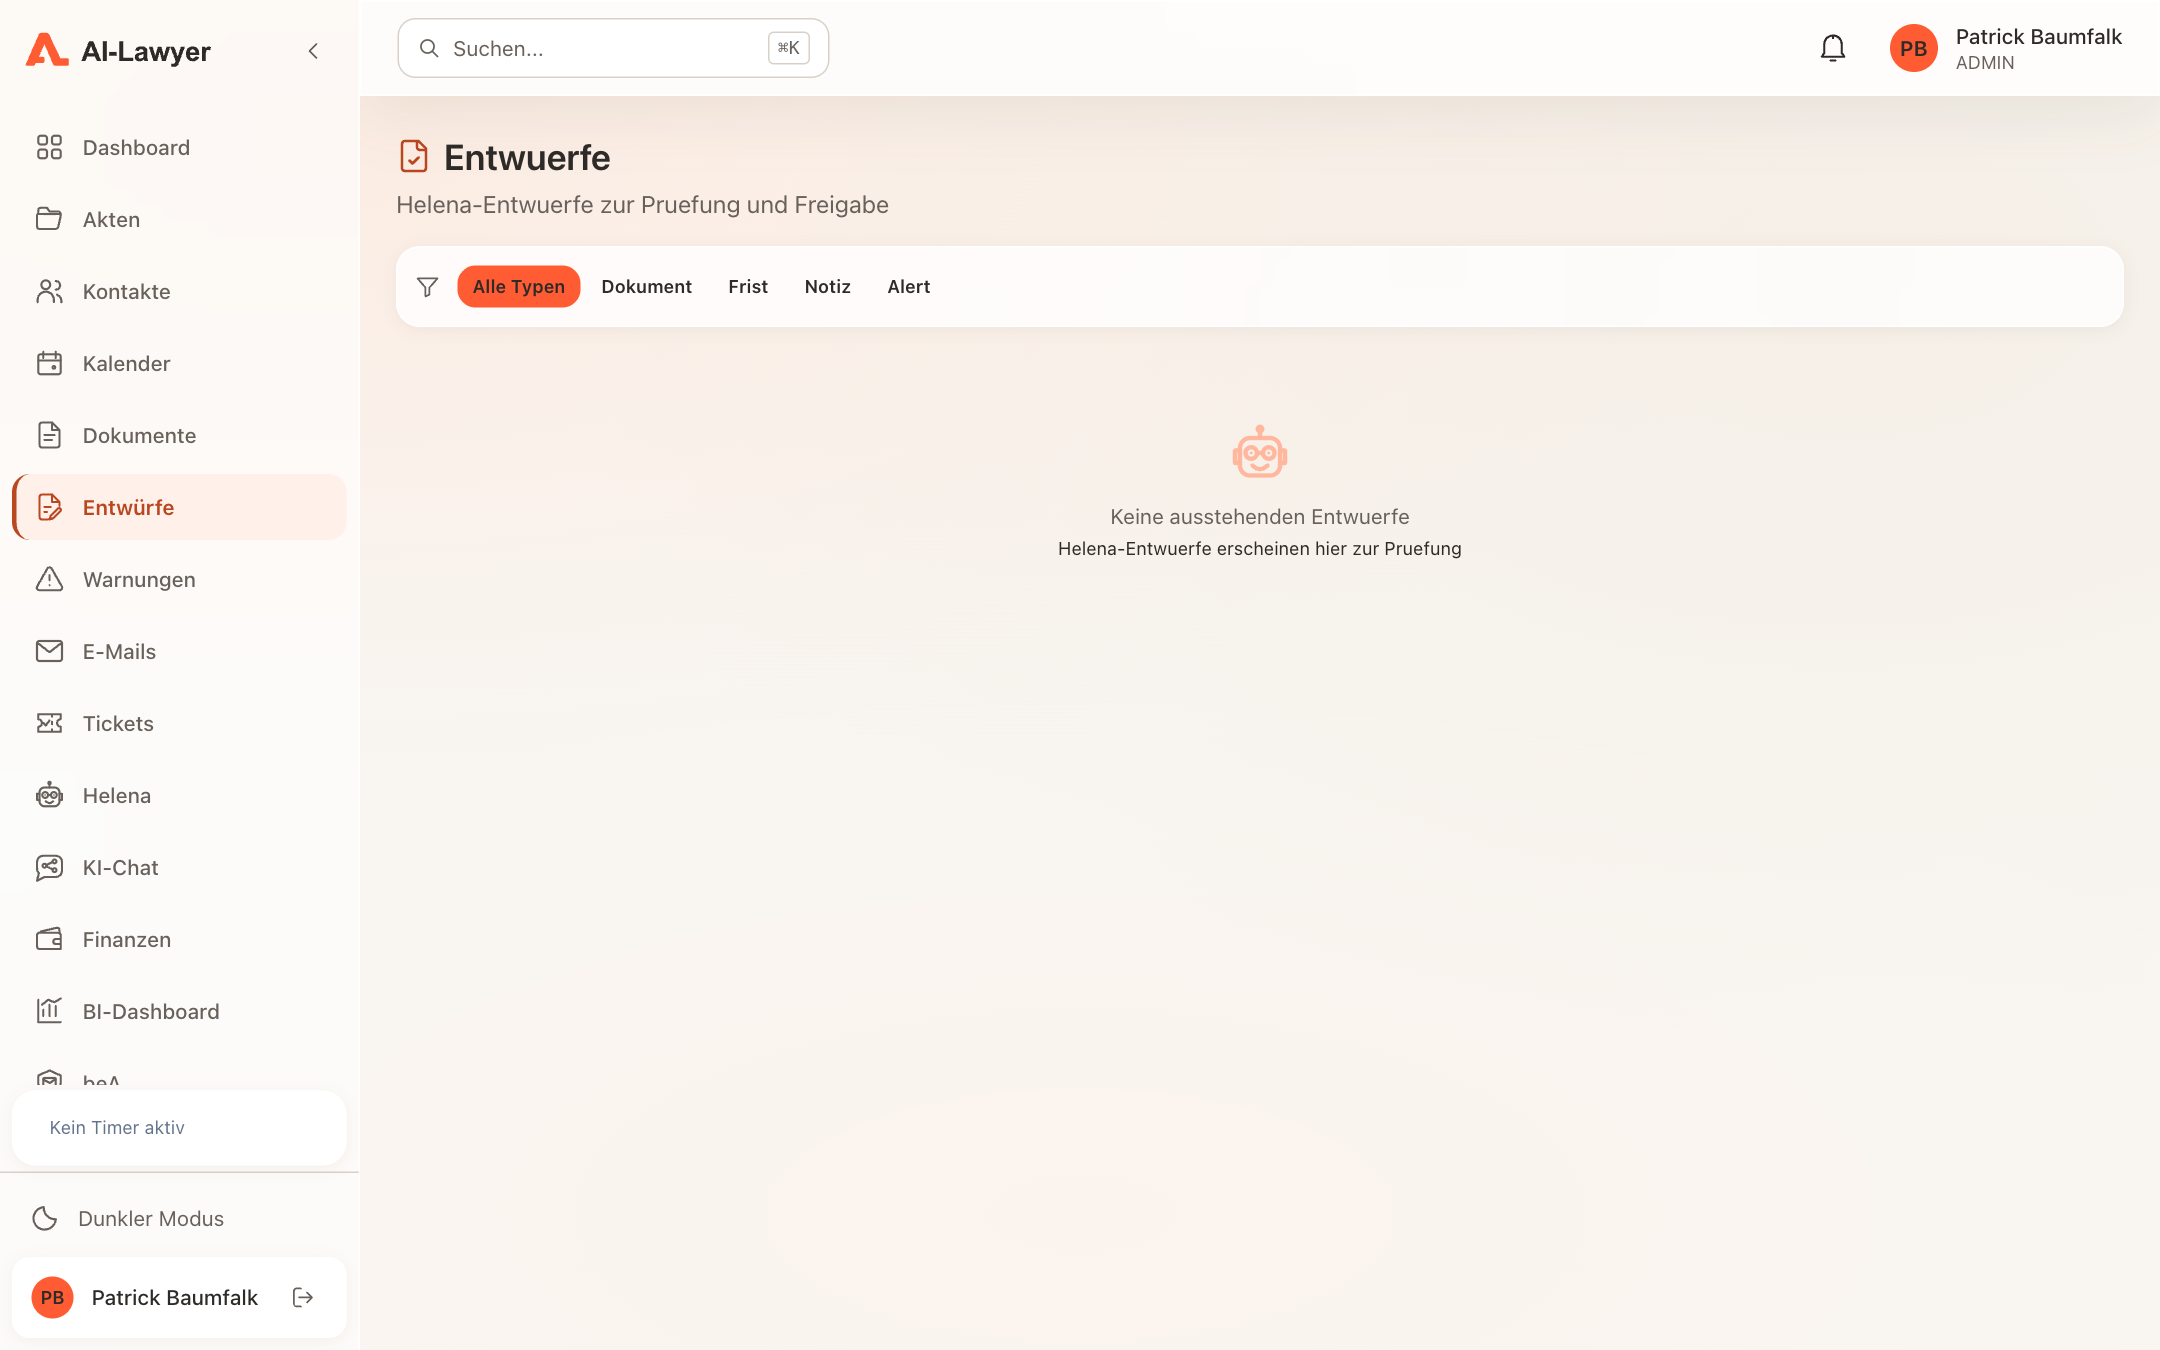 AI-Lawyer
Dashboard
Akten
Kontakte
Kalender
Dokumente
Entwürfe
Warnungen
E-Mails
Tickets
Helena
KI-Chat
Finanzen
BI-Dashboard
beA
Kein Timer aktiv
Dunkler Modus
PB Patrick Baumfalk
Suchen... ⌘K
PB Patrick Baumfalk
ADMIN
Entwuerfe
Helena-Entwuerfe zur Pruefung und Freigabe
Alle Typen Dokument Frist Notiz Alert
Keine ausstehenden Entwuerfe
Helena-Entwuerfe erscheinen hier zur Pruefung